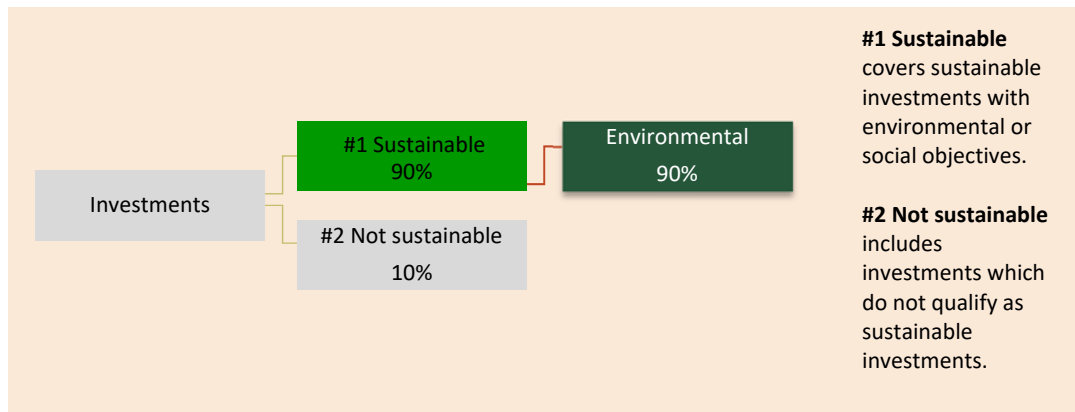 Investments
#1 Sustainable
90%
Environmental
90%
#2 Not sustainable
10%
#1 Sustainable
covers sustainable
investments with
environmental or
social objectives.
#2 Not sustainable
includes
investments which
do not qualify as
sustainable
investments.